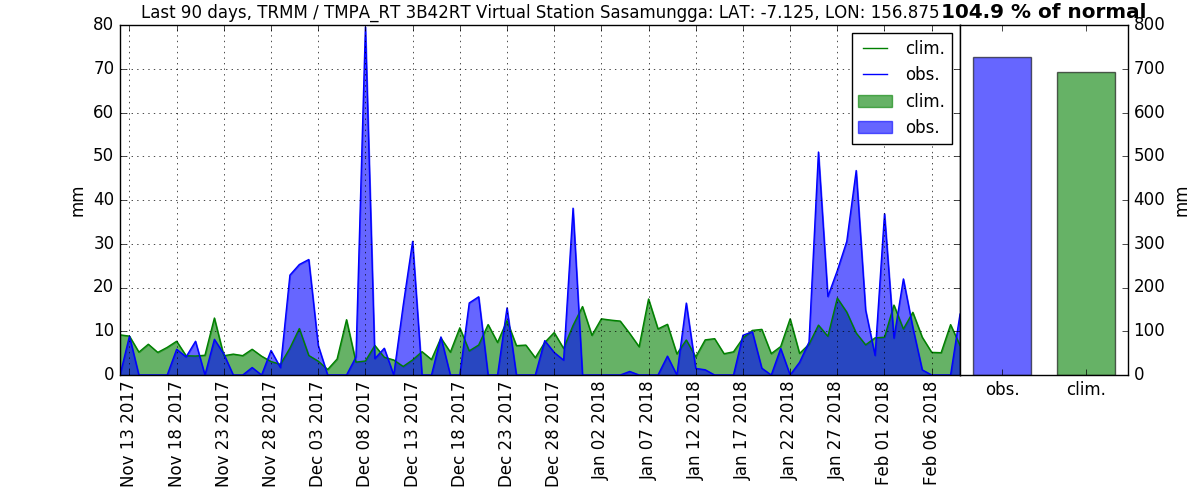 Last 90 days, TRMM / TMPA_RT 3B42RT Virtual Station Sasamungga: LAT: -7.125, LON: 156.875
104.9 % of normal
80
70
60
50
40
30
20
10
0
mm
clim.
obs.
clim.
obs.
Nov 13 2017
Nov 18 2017
Nov 23 2017
Nov 28 2017
Dec 03 2017
Dec 08 2017
Dec 13 2017
Dec 18 2017
Dec 23 2017
Dec 28 2017
Jan 02 2018
Jan 07 2018
Jan 12 2018
Jan 17 2018
Jan 22 2018
Jan 27 2018
Feb 01 2018
Feb 06 2018
800
700
600
500
400
300
200
100
0
mm
obs.
clim.